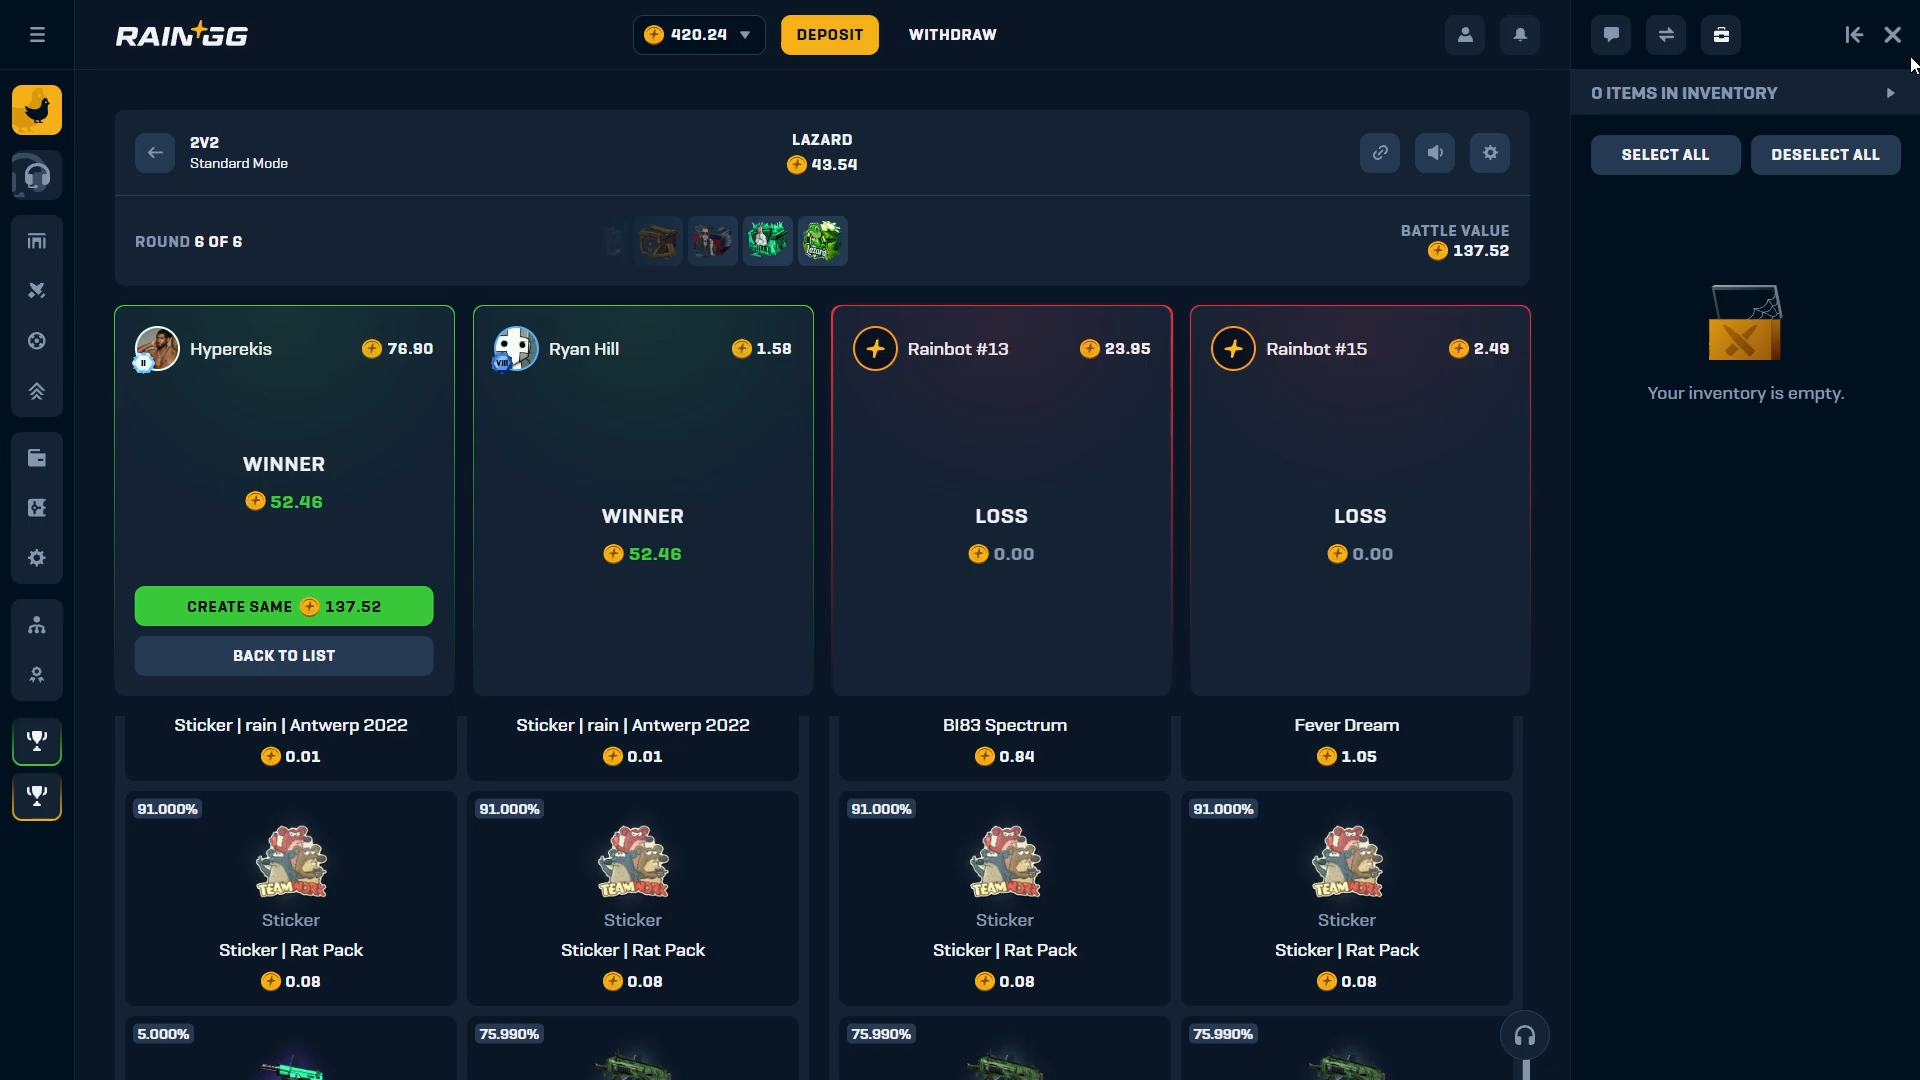 RAIN GG
420.24
DEPOSIT
WITHDRAW
0 ITEMS IN INVENTORY
SELECT ALL
DESELECT ALL
Your inventory is empty.
2V2
Standard Mode
LAZARD
43.54
ROUND 6 OF 6
BATTLE VALUE
137.52
Hyperekis
76.90
WINNER
52.46
CREATE SAME 137.52
BACK TO LIST
Ryan Hill
1.58
WINNER
52.46
Rainbot #13
23.95
LOSS
0.00
Rainbot #15
2.49
LOSS
0.00
Sticker | rain | Antwerp 2022
0.01
Sticker | rain | Antwerp 2022
0.01
BI83 Spectrum
0.84
Fever Dream
1.05
91.000%
TEAMWORK
Sticker
Sticker | Rat Pack
0.08
91.000%
TEAMWORK
Sticker
Sticker | Rat Pack
0.08
91.000%
TEAMWORK
Sticker
Sticker | Rat Pack
0.08
91.000%
TEAMWORK
Sticker
Sticker | Rat Pack
0.08
5.000%
75.990%
75.990%
75.990%